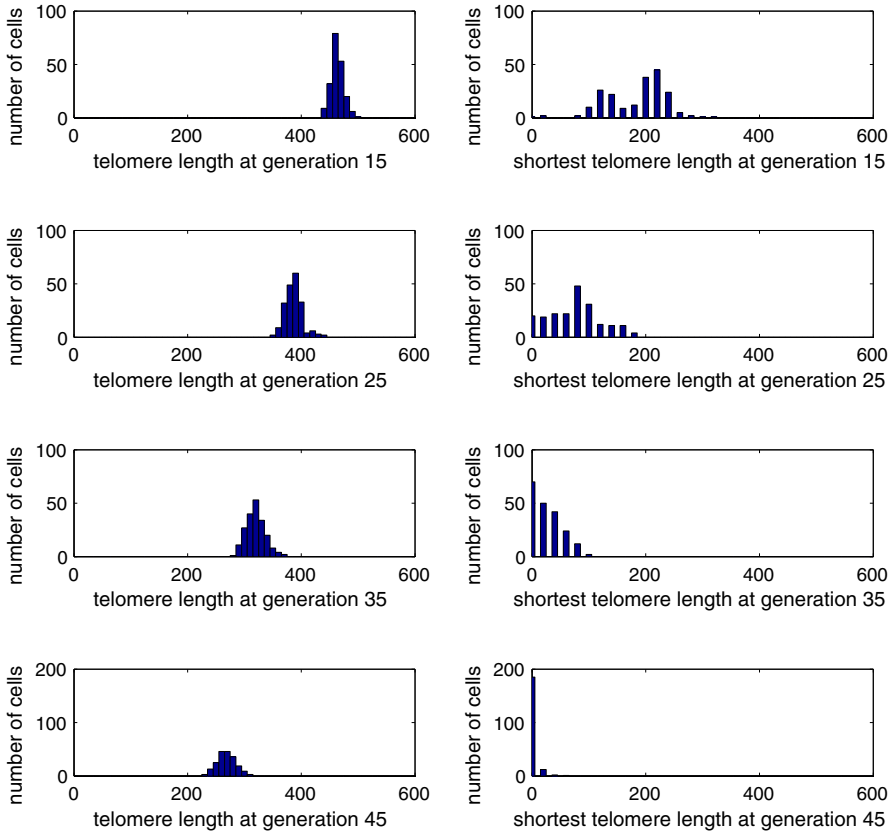 100
50
0
number of cells
0 200 400 600
telomere length at generation 15
100
50
0
number of cells
0 200 400 600
shortest telomere length at generation 15
100
50
0
number of cells
0 200 400 600
telomere length at generation 25
100
50
0
number of cells
0 200 400 600
shortest telomere length at generation 25
100
50
0
number of cells
0 200 400 600
telomere length at generation 35
100
50
0
number of cells
0 200 400 600
shortest telomere length at generation 35
200
100
0
number of cells
0 200 400 600
telomere length at generation 45
200
100
0
number of cells
0 200 400 600
shortest telomere length at generation 45